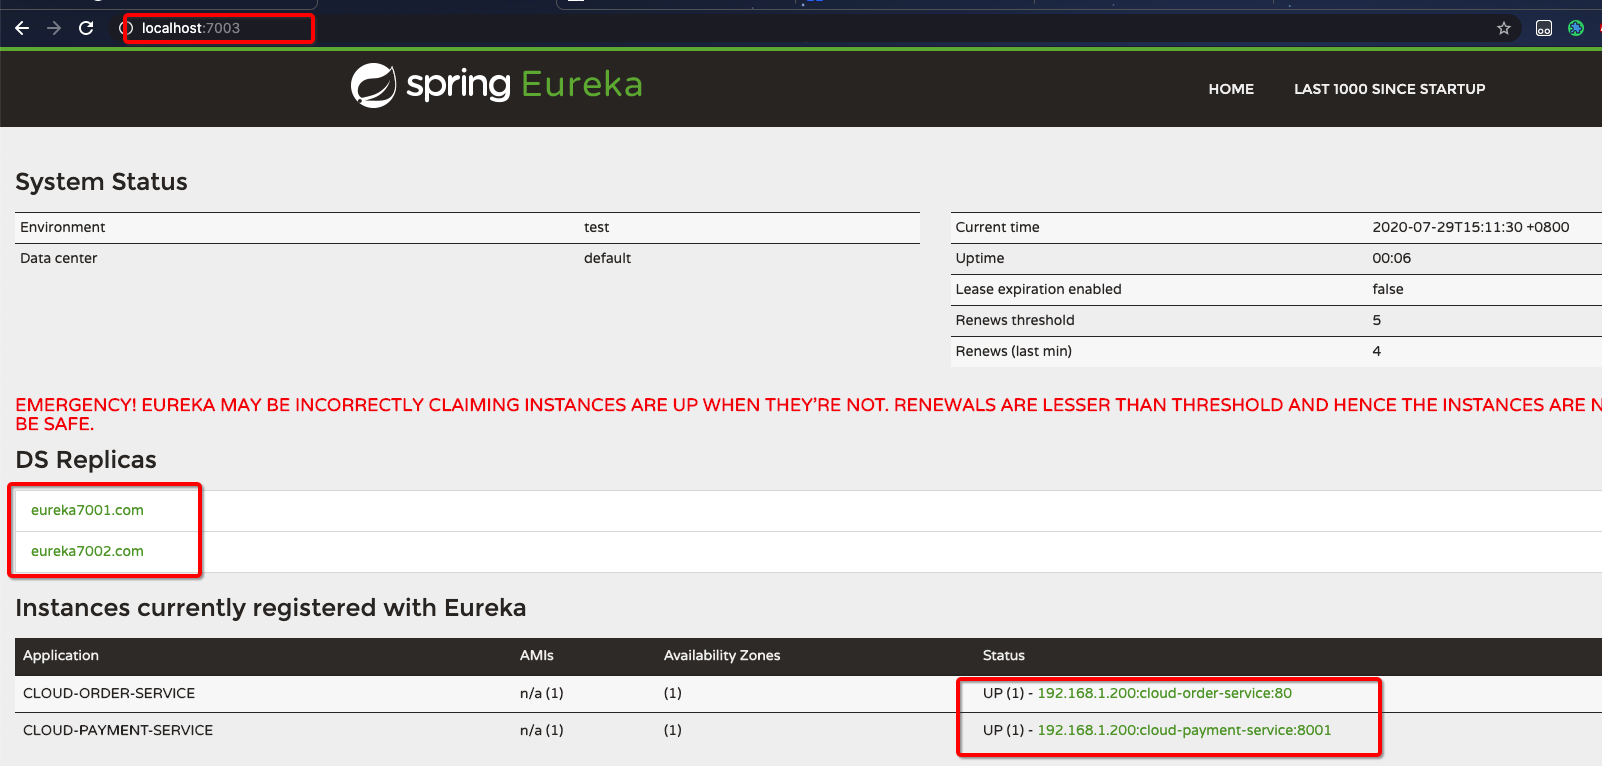 localhost:7003
spring Eureka
HOME
LAST 1000 SINCE STARTUP
System Status
Environment test
Data center default
Current time 2020-07-29T15:11:30 +0800
Uptime 00:06
Lease expiration enabled false
Renews threshold 5
Renews (last min) 4
EMERGENCY! EUREKA MAY BE INCORRECTLY CLAIMING INSTANCES ARE UP WHEN THEY'RE NOT. RENEWALS ARE LESSER THAN THRESHOLD AND HENCE THE INSTANCES ARE N
BE SAFE.
DS Replicas
eureka7001.com
eureka7002.com
Instances currently registered with Eureka
Application AMIs Availability Zones Status
CLOUD-ORDER-SERVICE n/a (1) (1) UP (1) - 192.168.1.200:cloud-order-service:80
CLOUD-PAYMENT-SERVICE n/a (1) (1) UP (1) - 192.168.1.200:cloud-payment-service:8001